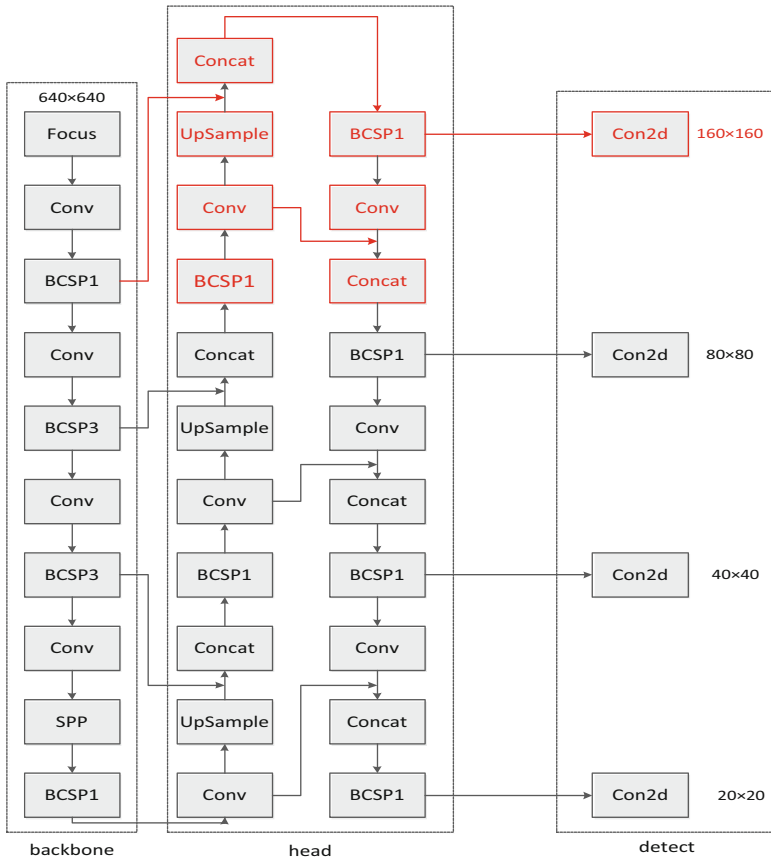 640×640
Focus
Conv
BCSP1
Conv
BCSP3
Conv
BCSP3
Conv
SPP
BCSP1
backbone
Concat
UpSample
Conv
BCSP1
Concat
UpSample
Conv
BCSP1
Concat
UpSample
Conv
BCSP1
Conv
Concat
BCSP1
Conv
Concat
BCSP1
Conv
Concat
BCSP1
head
Con2d 160×160
Con2d 80×80
Con2d 40×40
Con2d 20×20
detect